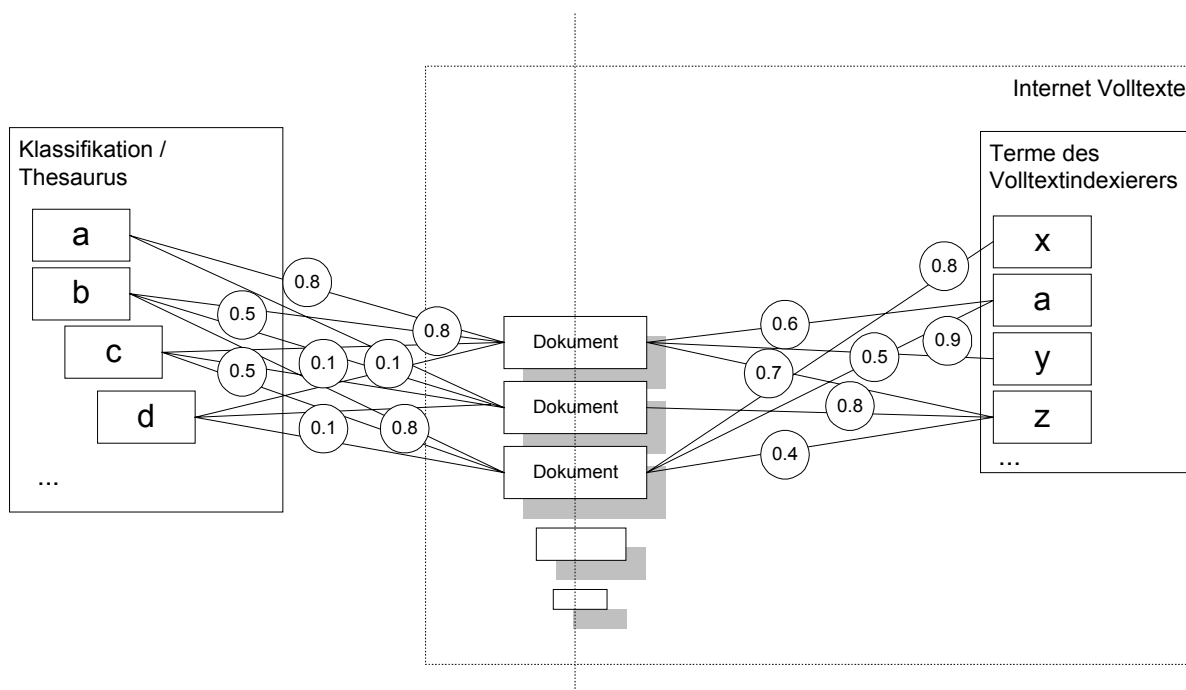 Internet Volltexte
Klassifikation /
Thesaurus
a
b
c
d
...
0.8
0.5
0.8
0.1
0.1
0.5
0.1
0.8
Dokument
Dokument
Dokument
0.6
0.8
0.9
0.5
0.7
0.8
0.4
Terme des
Volltextindexierers
x
a
y
z
...